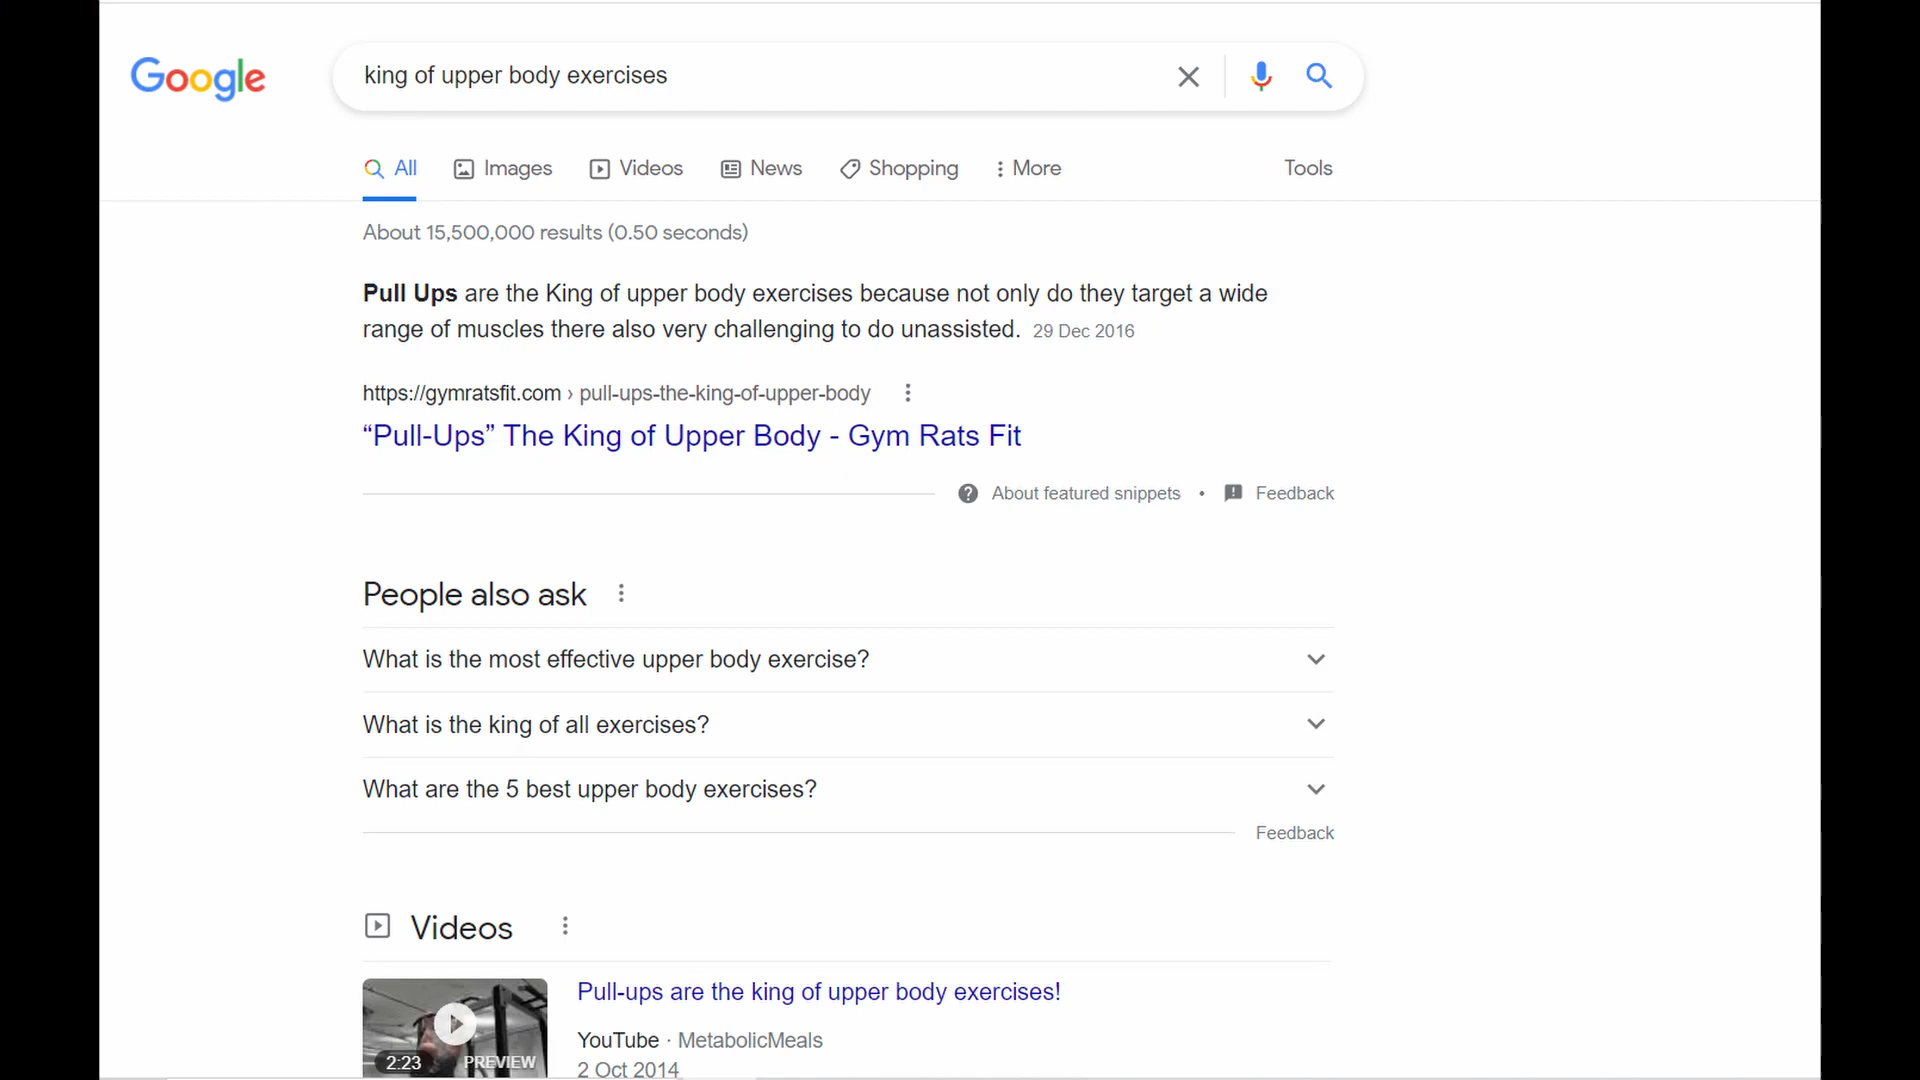 Google
king of upper body exercises
All
Images
Videos
News
Shopping
More
Tools
About 15,500,000 results (0.50 seconds)
Pull Ups are the King of upper body exercises because not only do they target a wide
range of muscles there also very challenging to do unassisted. 29 Dec 2016
https://gymratsfit.com › pull-ups-the-king-of-upper-body
“Pull-Ups” The King of Upper Body - Gym Rats Fit
About featured snippets • Feedback
People also ask
What is the most effective upper body exercise?
What is the king of all exercises?
What are the 5 best upper body exercises?
Feedback
Videos
Pull-ups are the king of upper body exercises!
YouTube · MetabolicMeals
2:23 PREVIEW
2 Oct 2014